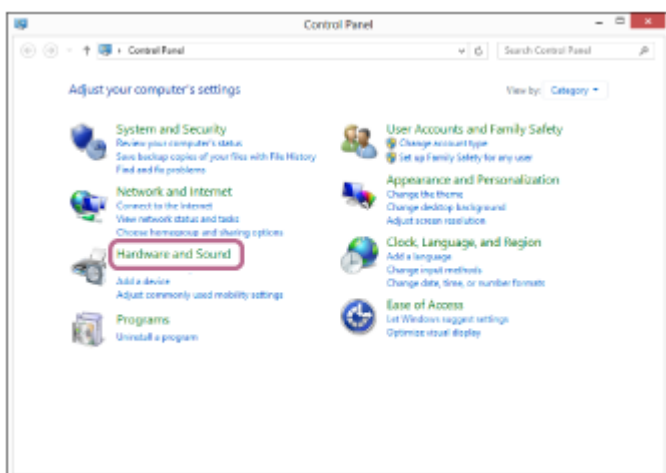 Control Panel
Control Panel
Search Control Panel
Adjust your computer's settings
View by: Category
System and Security
Review your computer's status
Save backup copies of your files with File History
Find and fix problems
Network and Internet
Connect to the Internet
View network status and tasks
Choose homegroup and sharing options
Hardware and Sound
Add a device
Adjust commonly used mobility settings
Programs
Uninstall a program
User Accounts and Family Safety
Change account type
Set up Family Safety for any user
Appearance and Personalization
Change the theme
Change desktop background
Adjust screen resolution
Clock, Language, and Region
Add a language
Change input methods
Change date, time, or number formats
Ease of Access
Let Windows suggest settings
Optimize visual display